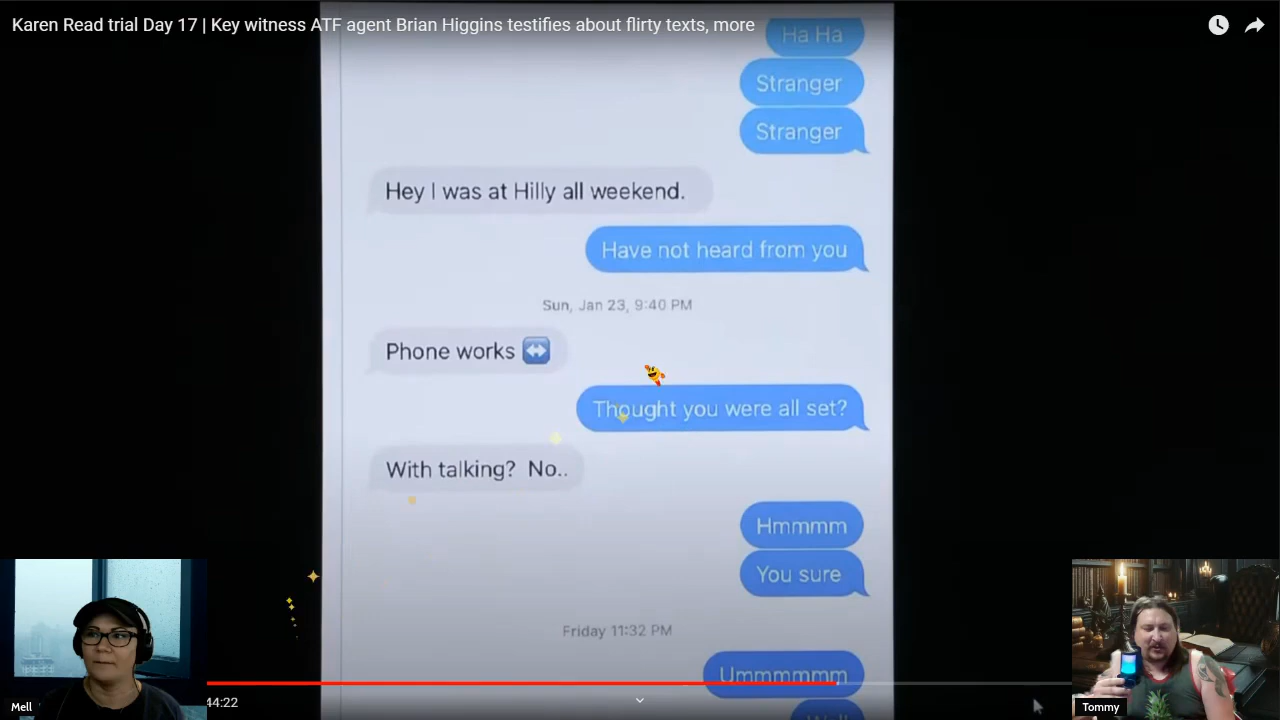 Karen Read trial Day 17 | Key witness ATF agent Brian Higgins testifies about flirty texts, more
Ha Ha
Stranger
Stranger
Hey I was at Hilly all weekend.
Have not heard from you
Sun, Jan 23, 9:40 PM
Phone works ↔️
Thought you were all set?
With talking?  No..
Hmmmm
You sure
Friday 11:32 PM
Ummmmmm
Well
44:22
Mell
Tommy